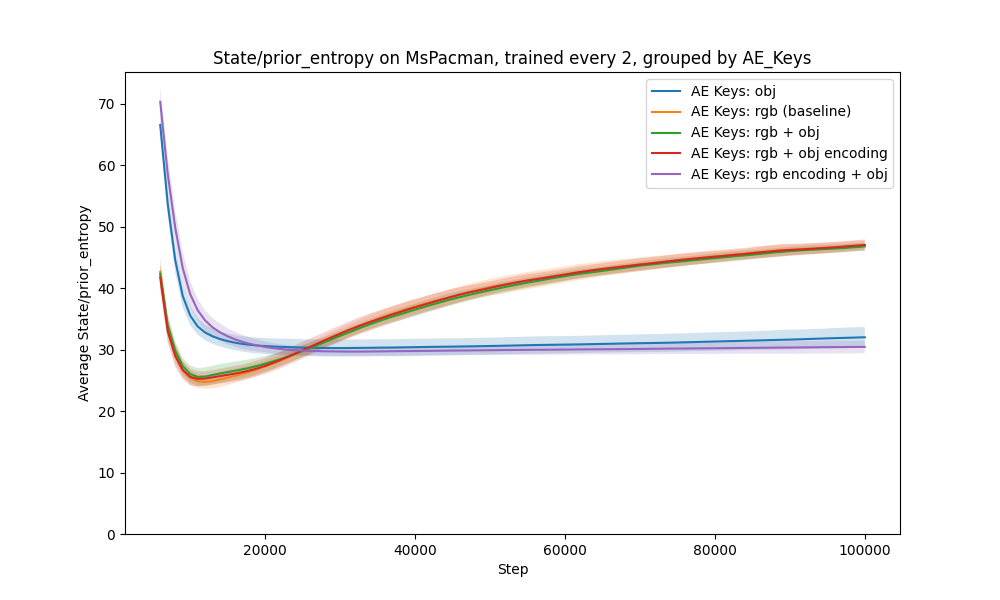 State/prior_entropy on MsPacman, trained every 2, grouped by AE_Keys
AE Keys: obj
AE Keys: rgb (baseline)
AE Keys: rgb + obj
AE Keys: rgb + obj encoding
AE Keys: rgb encoding + obj
Average State/prior_entropy
70
60
50
40
30
20
10
0
20000
40000
60000
80000
100000
Step